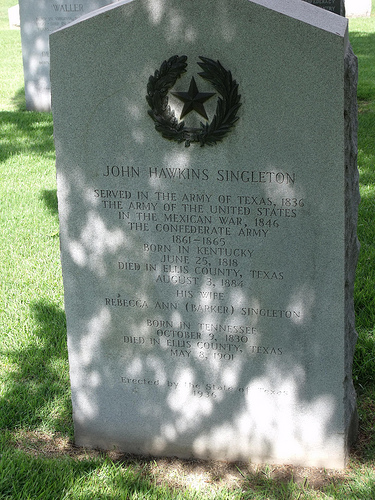 WALLER
JOHN HAWKINS SINGLETON
SERVED IN THE ARMY OF TEXAS, 1836
THE ARMY OF THE UNITED STATES
IN THE MEXICAN WAR, 1846
THE CONFEDERATE ARMY
1861-1865
BORN IN KENTUCKY
JUNE 25, 1818
DIED IN ELLIS COUNTY, TEXAS
AUGUST 3, 1884
HIS WIFE
REBECCA ANN (BARKER) SINGLETON
BORN IN TENNESSEE
OCTOBER 9, 1830
DIED IN ELLIS COUNTY, TEXAS
MAY 8, 1901
Erected by the State of Texas
1936